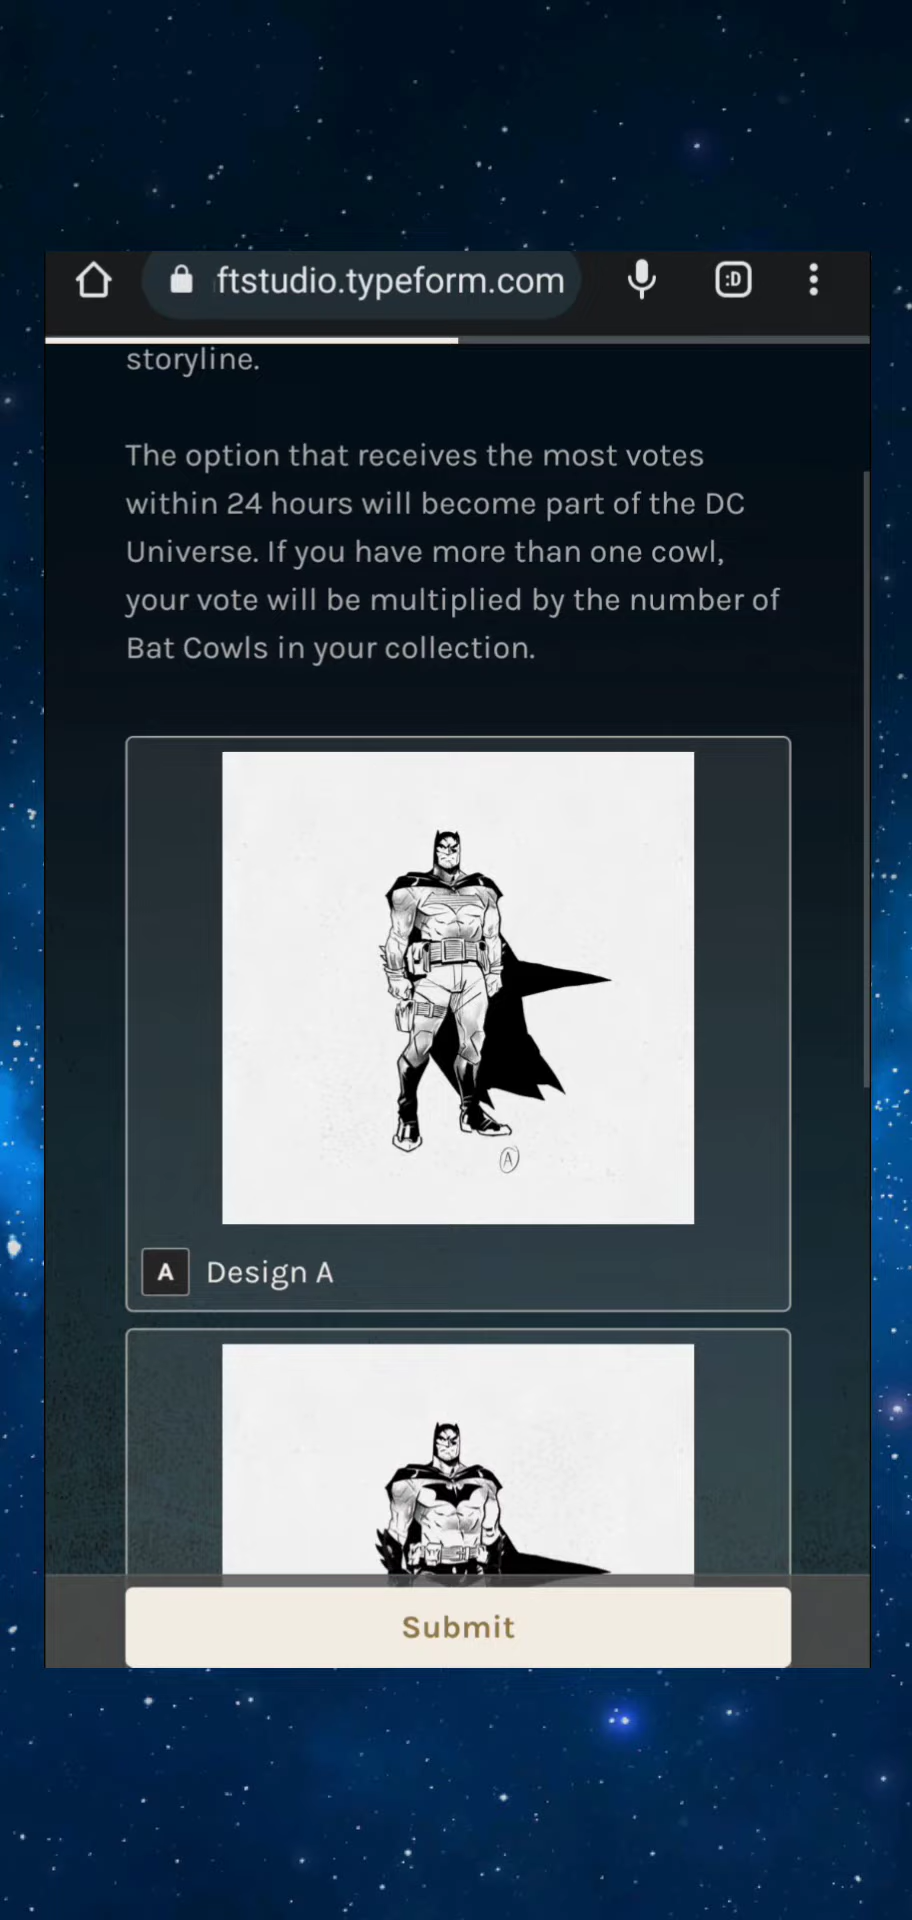 ftstudio.typeform.com
:D
storyline.
The option that receives the most votes
within 24 hours will become part of the DC
Universe. If you have more than one cowl,
your vote will be multiplied by the number of
Bat Cowls in your collection.
A
A Design A
Submit